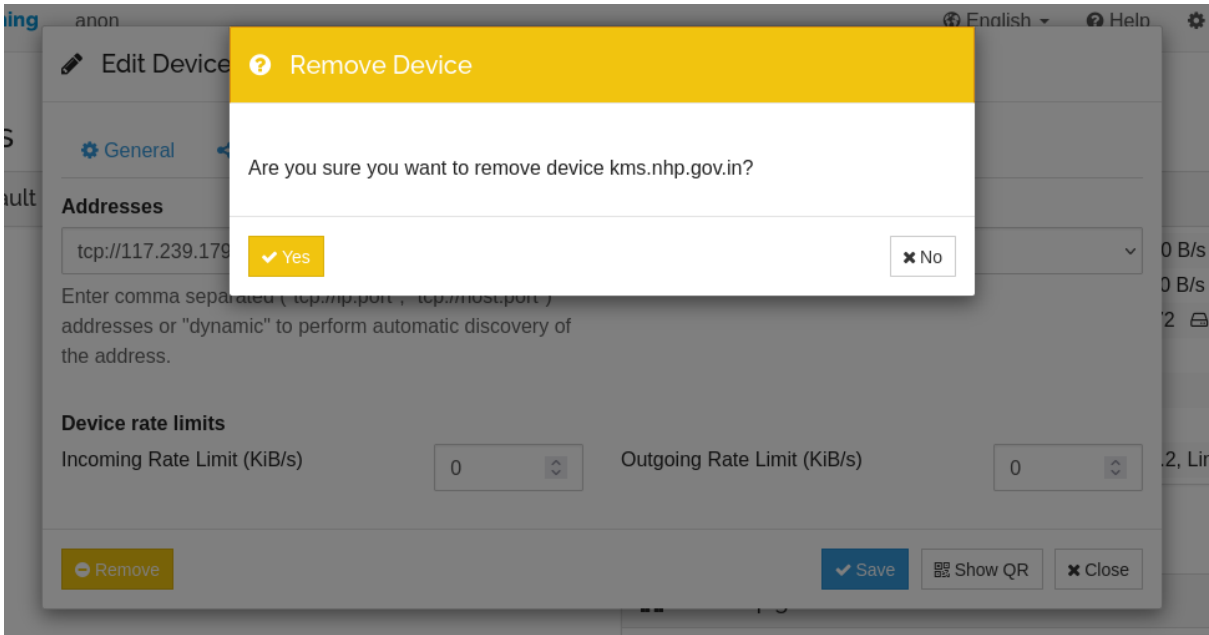 anon English Help
Edit Device
Remove Device
General
Are you sure you want to remove device kms.nhp.gov.in?
Addresses
tcp://117.239.179
Yes
No
0 B/s
0 B/s
Enter comma separated ("tcp://ip:port", "tcp://host:port")
addresses or "dynamic" to perform automatic discovery of
the address.
Device rate limits
Incoming Rate Limit (KiB/s) 0 Outgoing Rate Limit (KiB/s) 0
Remove
Save
Show QR
Close